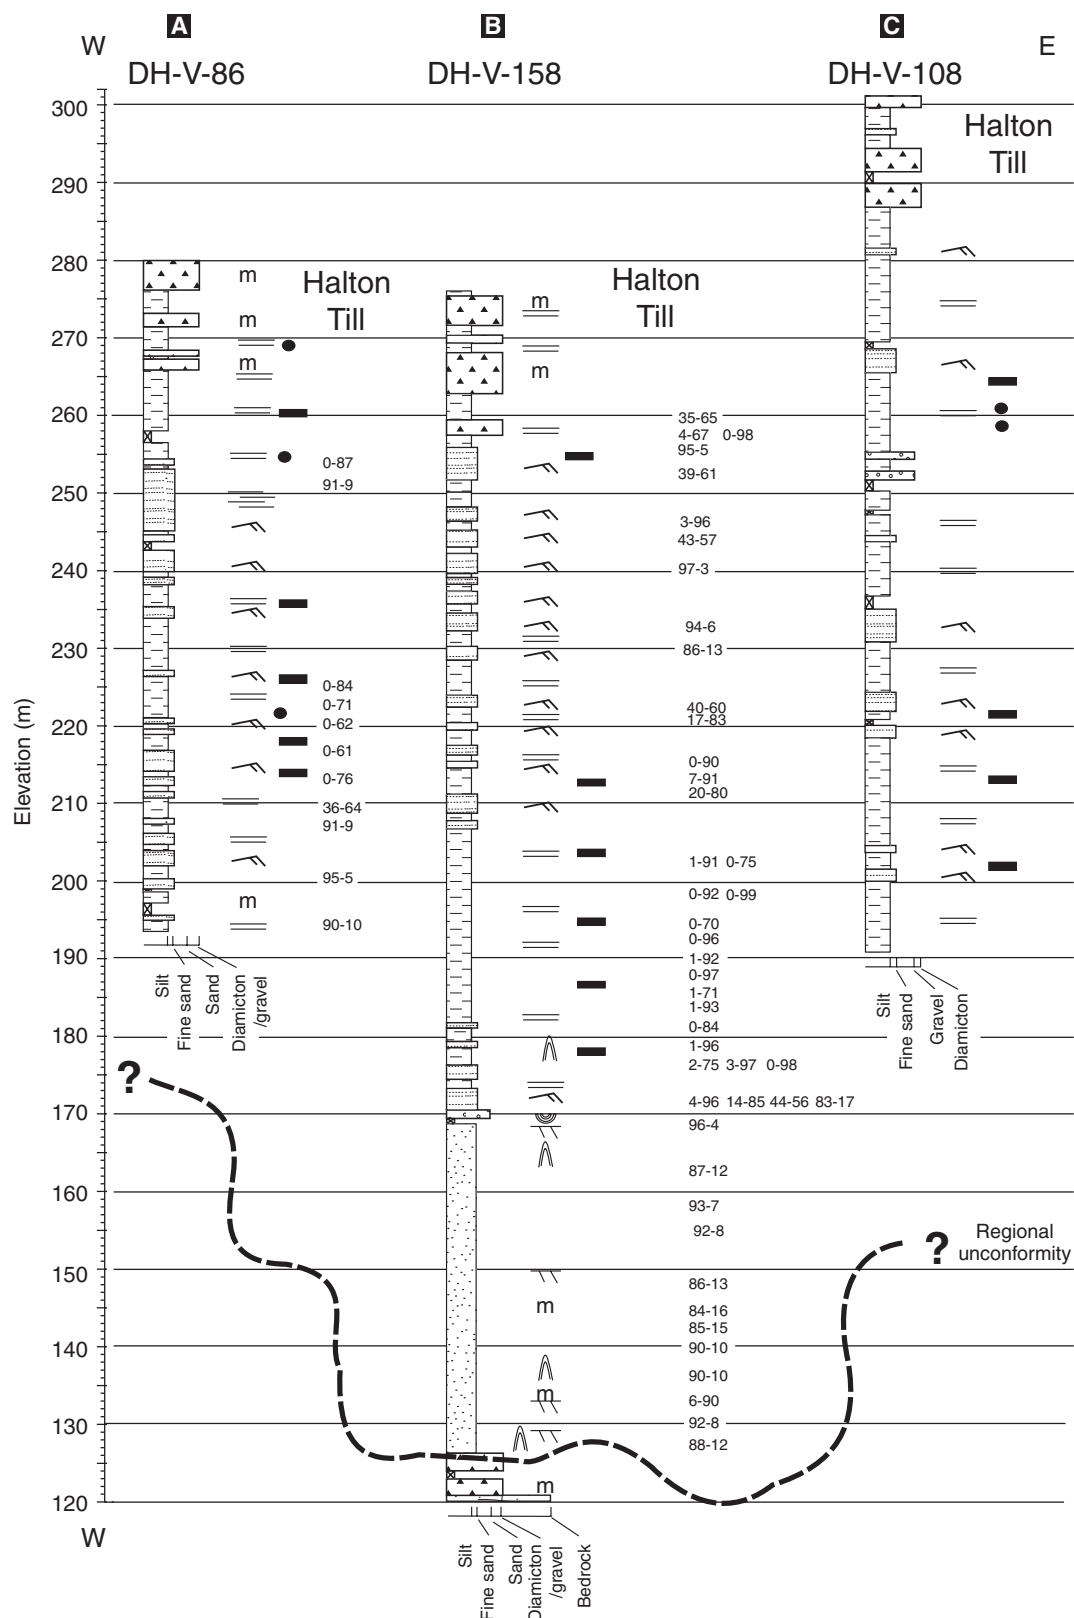 A
B
C
W
E
DH-V-86
DH-V-158
DH-V-108
Elevation (m)
300
290
280
270
260
250
240
230
220
210
200
190
180
170
160
150
140
130
120
W
m
m
m
m
Halton
Till
0-87
91-9
0-84
0-71
0-62
0-61
0-76
36-64
91-9
95-5
90-10
Silt
Fine sand
Sand
Diamicton
/gravel
?
Halton
Till
m
m
m
m
m
35-65
4-67 0-98
95-5
39-61
3-96
43-57
97-3
94-6
86-13
40-60
17-83
0-90
7-91
20-80
1-91 0-75
0-92 0-99
0-70
0-96
1-92
0-97
1-71
1-93
0-84
1-96
2-75 3-97 0-98
4-96 14-85 44-56 83-17
96-4
87-12
93-7
92-8
86-13
84-16
85-15
90-10
90-10
6-90
92-8
88-12
Silt
Fine sand
Sand
Diamicton
/gravel
Bedrock
Halton
Till
Silt
Fine sand
Gravel
Diamicton
?
Regional
unconformity